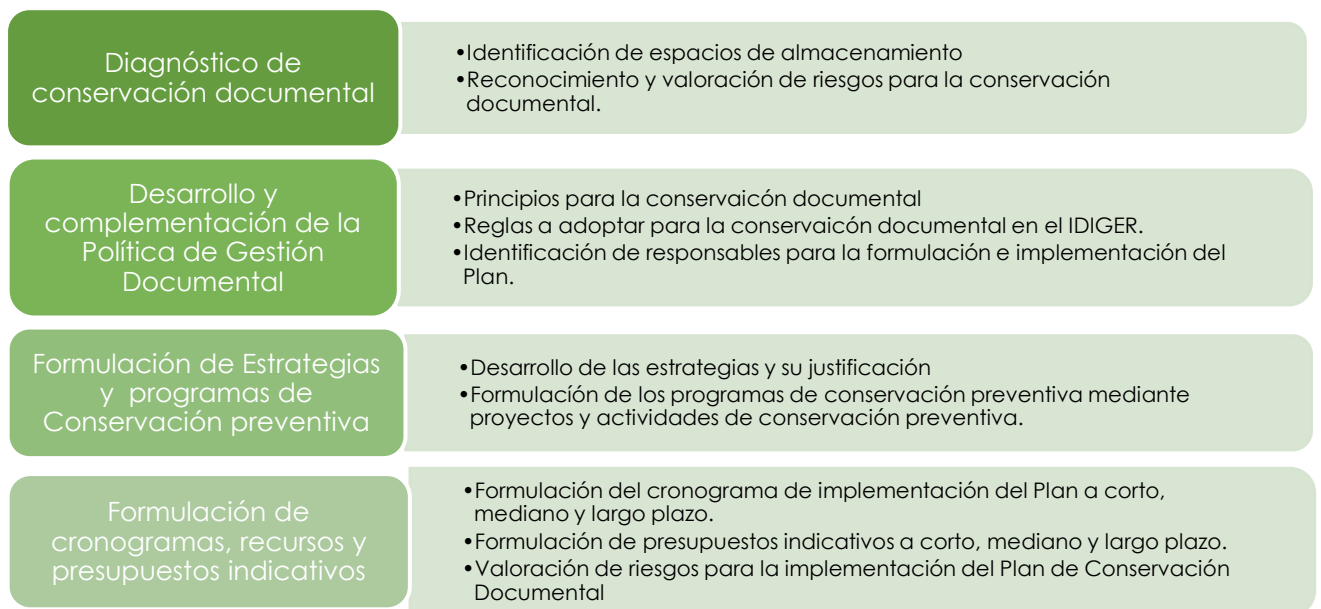 Diagnóstico de
conservación documental
•Identificación de espacios de almacenamiento
•Reconocimiento y valoración de riesgos para la conservación
documental.
Desarrollo y
complementación de la
Política de Gestión
Documental
•Principios para la conservaicón documental
•Reglas a adoptar para la conservaicón documental en el IDIGER.
•Identificación de responsables para la formulación e implementación del
Plan.
Formulación de Estrategias
y programas de
Conservación preventiva
•Desarrollo de las estrategias y su justificación
•Formulacíón de los programas de conservación preventiva mediante
proyectos y actividades de conservación preventiva.
Formulación de
cronogramas, recursos y
presupuestos indicativos
•Formulación del cronograma de implementación del Plan a corto,
mediano y largo plazo.
•Formulación de presupuestos indicativos a corto, mediano y largo plazo.
•Valoración de riesgos para la implementación del Plan de Conservación
Documental